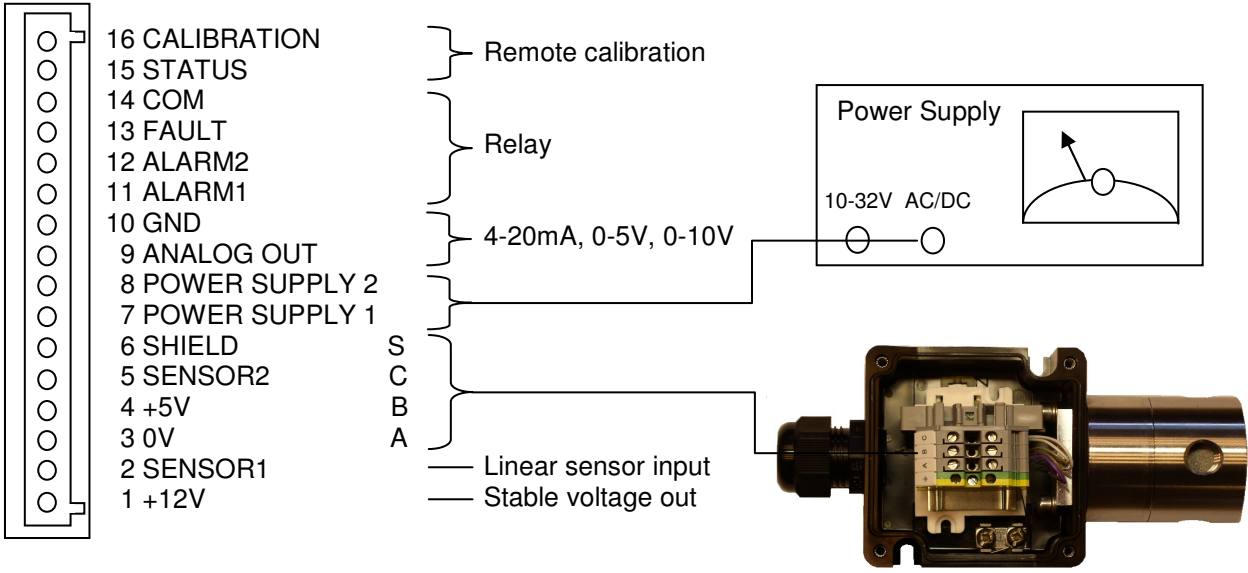 16 CALIBRATION
15 STATUS
Remote calibration
14 COM
13 FAULT
12 ALARM2
11 ALARM1
Relay
10 GND
9 ANALOG OUT
4-20mA, 0-5V, 0-10V
8 POWER SUPPLY 2
7 POWER SUPPLY 1
6 SHIELD S
5 SENSOR2 C
4 +5V B
3 0V A
2 SENSOR1
Linear sensor input
1 +12V
Stable voltage out
Power Supply
10-32V AC/DC
C
B
A